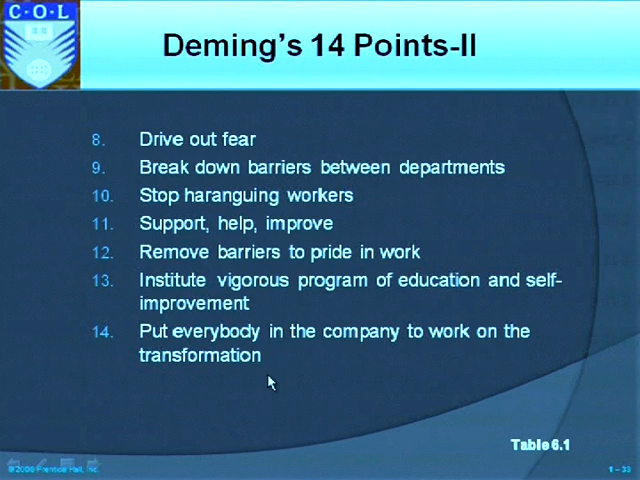 C·O·L
Deming's 14 Points-II
8. Drive out fear
9. Break down barriers between departments
10. Stop haranguing workers
11. Support, help, improve
12. Remove barriers to pride in work
13. Institute vigorous program of education and self-
improvement
14. Put everybody in the company to work on the
transformation
Table 6.1
Prentice Hall, Inc.
1 – 33